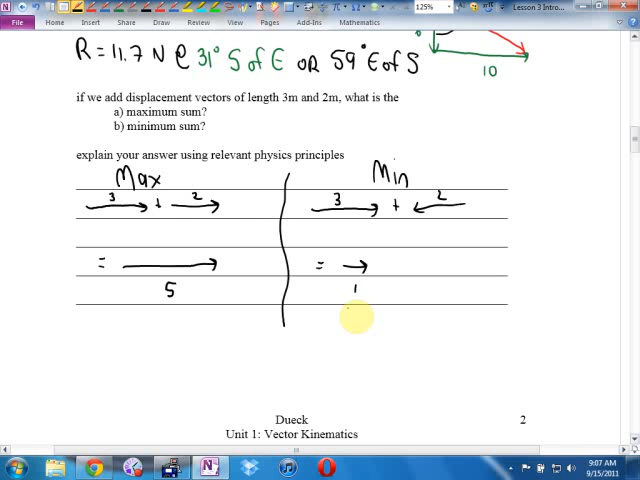 125%
Lesson 3 Intro...
File Home Insert Share Draw Review View Add-Ins Mathematics
R = 11.7 N @ 31° S of E OR 59° E of S
10
if we add displacement vectors of length 3m and 2m, what is the
a) maximum sum?
b) minimum sum?
explain your answer using relevant physics principles
Max Min
3 + 2 3 + 2
= =
5 1
Dueck 2
Unit 1: Vector Kinematics
9:07 AM
9/15/2011